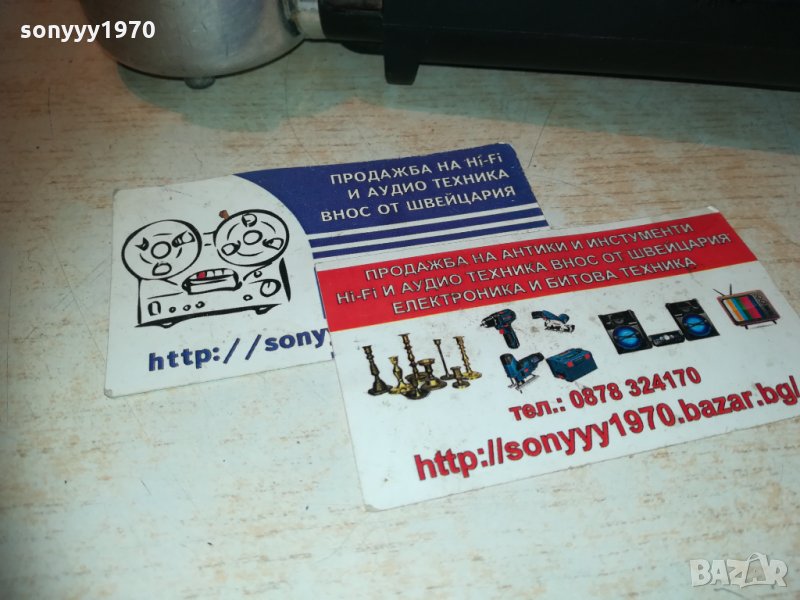 sonyyy1970
ПРОДАЖБА НА Hi-Fi
И АУДИО ТЕХНИКА
ВНОС ОТ ШВЕЙЦАРИЯ
http://sony
ПРОДАЖБА НА АНТИКИ И ИНСТУМЕНТИ
Hi-Fi И АУДИО ТЕХНИКА ВНОС ОТ ШВЕЙЦАРИЯ
ЕЛЕКТРОНИКА И БИТОВА ТЕХНИКА
тел.: 0878 324170
http://sonyyy1970.bazar.bg/
BAZAR